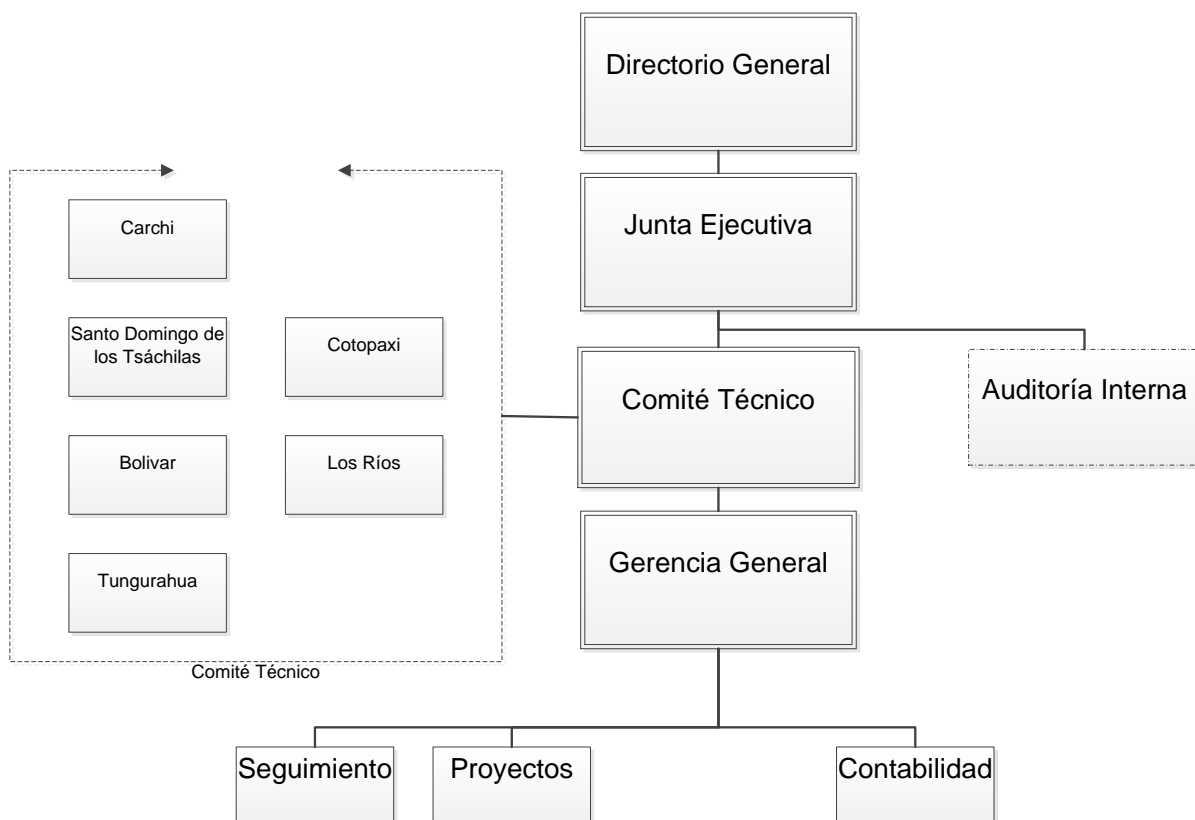 Directorio General
Junta Ejecutiva
Carchi
Santo Domingo de
los Tsáchilas
Cotopaxi
Comité Técnico
Auditoría Interna
Bolivar
Los Ríos
Gerencia General
Tungurahua
Comité Técnico
Seguimiento
Proyectos
Contabilidad